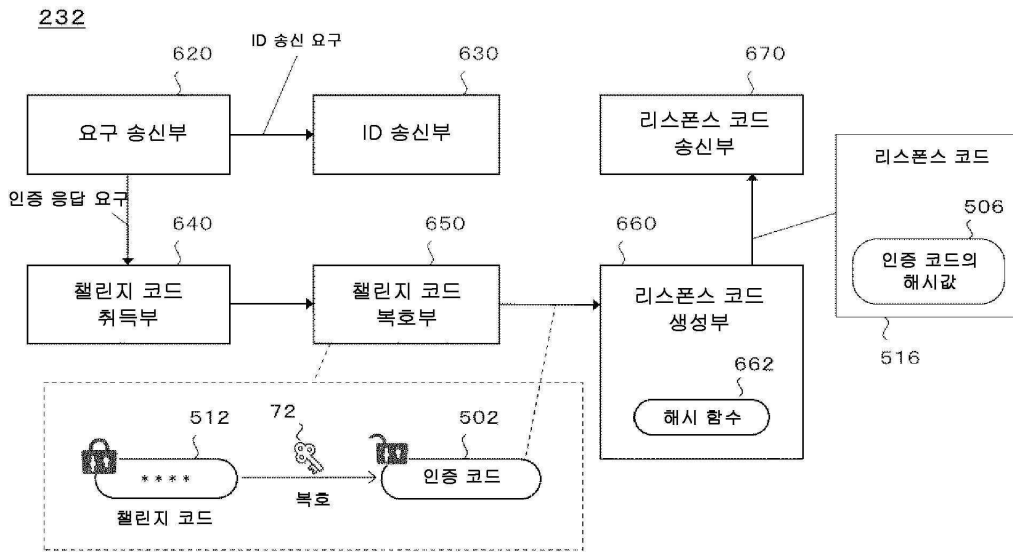 232
620
ID 송신 요구
630
670
요구 송신부
ID 송신부
리스폰스 코드
송신부
리스폰스 코드
인증 응답 요구
640
650
660
506
인증 코드의
해시값
챌린지 코드
취득부
챌린지 코드
복호부
리스폰스 코드
생성부
516
662
해시 함수
512
72
502
****
복호
인증 코드
챌린지 코드